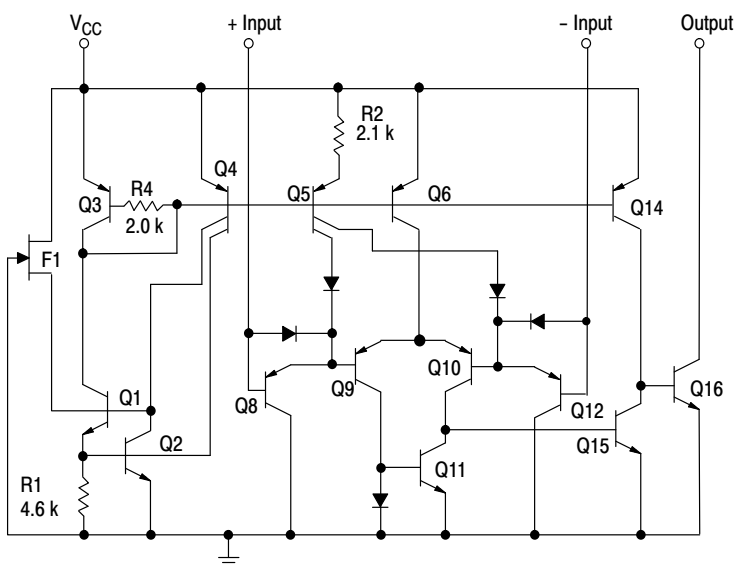 VCC
+ Input
– Input
Output
R2
2.1 k
Q4
Q3
R4
2.0 k
Q5
Q6
Q14
F1
Q1
Q8
Q9
Q10
Q12
Q16
Q2
Q11
Q15
R1
4.6 k